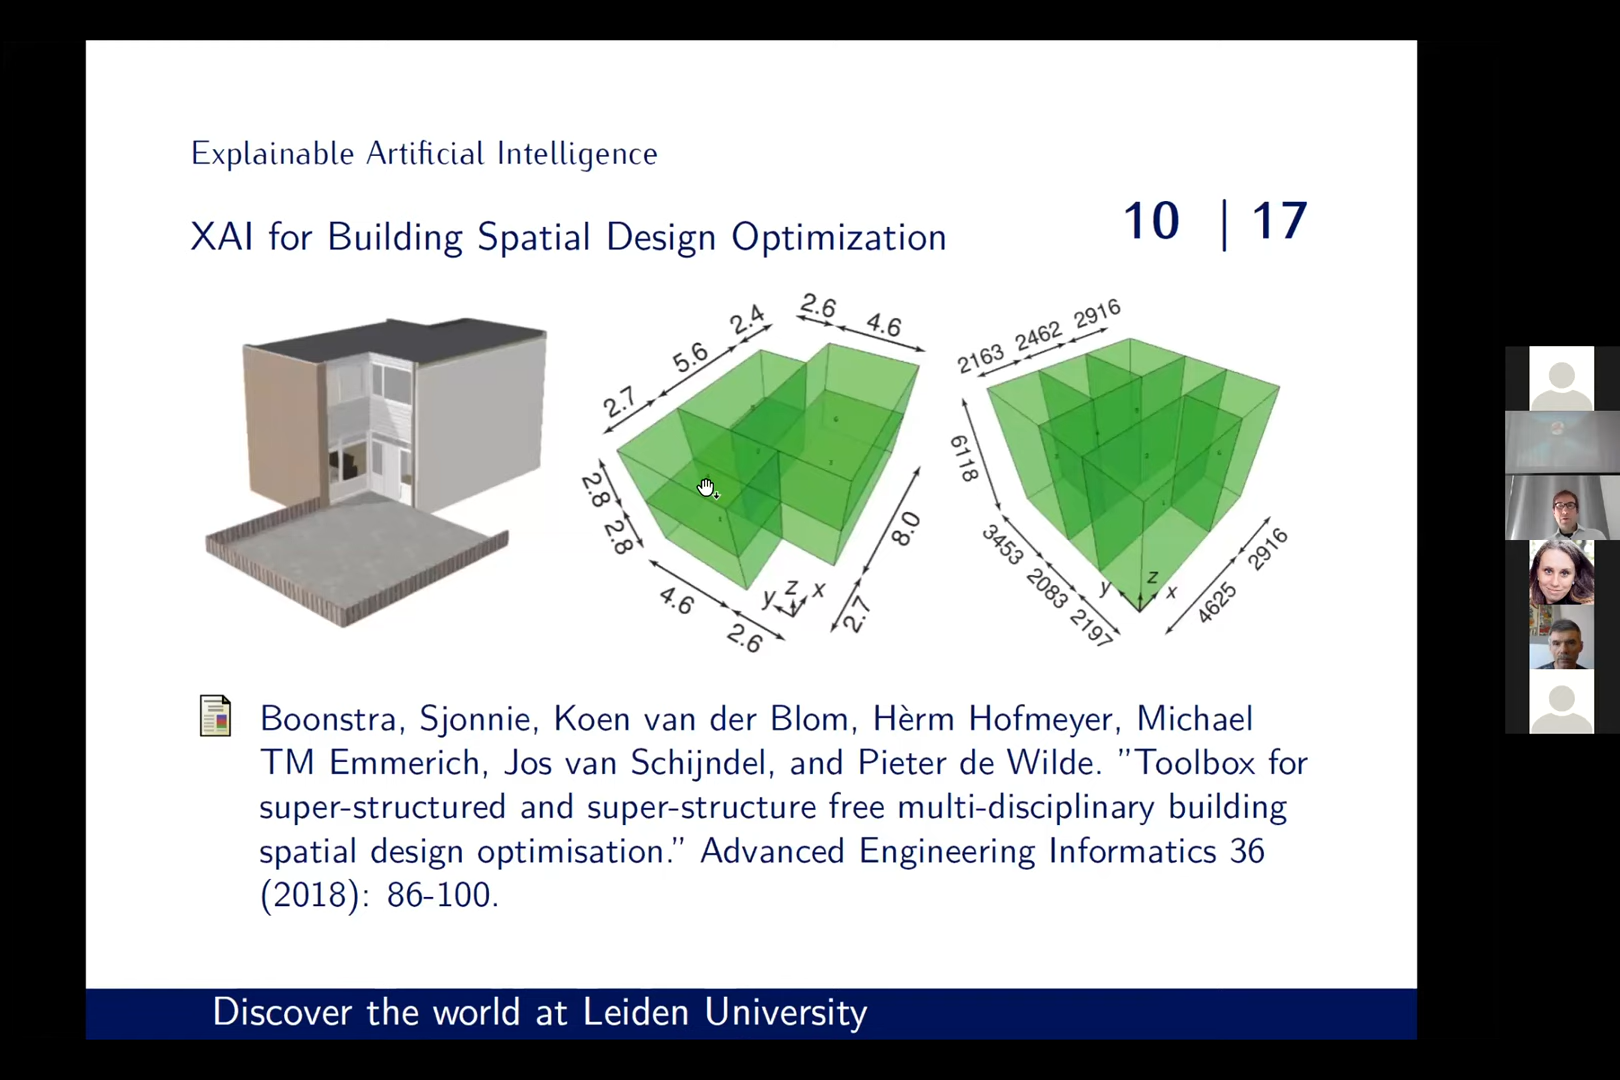 Explainable Artificial Intelligence
XAI for Building Spatial Design Optimization
10 | 17
2.7
5.6
2.4
2.6
4.6
2.8
2.8
4.6
2.6
y
z
x
2.7
8.0
2163
2462
2916
6118
3453
2083
2197
y
z
x
4625
2916
Boonstra, Sjonnie, Koen van der Blom, Hèrm Hofmeyer, Michael
TM Emmerich, Jos van Schijndel, and Pieter de Wilde. ”Toolbox for
super-structured and super-structure free multi-disciplinary building
spatial design optimisation.” Advanced Engineering Informatics 36
(2018): 86-100.
Discover the world at Leiden University